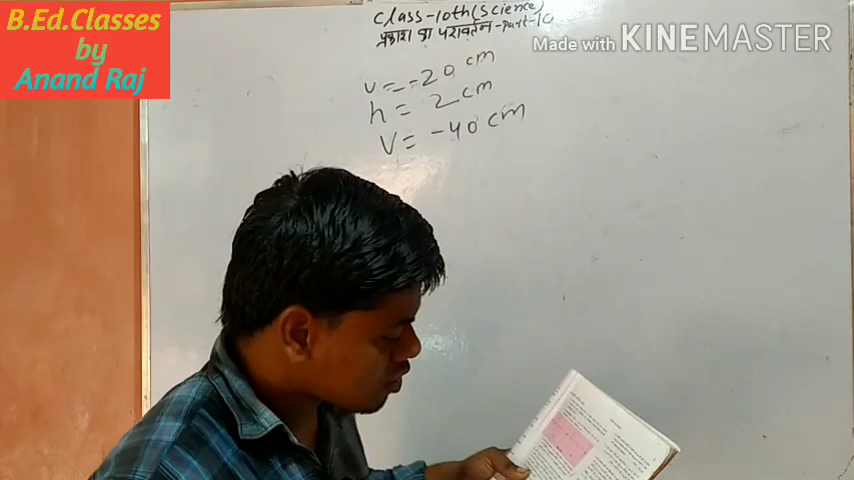 B.Ed.Classes
by
Anand Raj
Class-10th(Science)
प्रकाश का परावर्तन-Part-10
Made with KINEMASTER
u = -20 cm
h = 2 cm
V = -40 cm